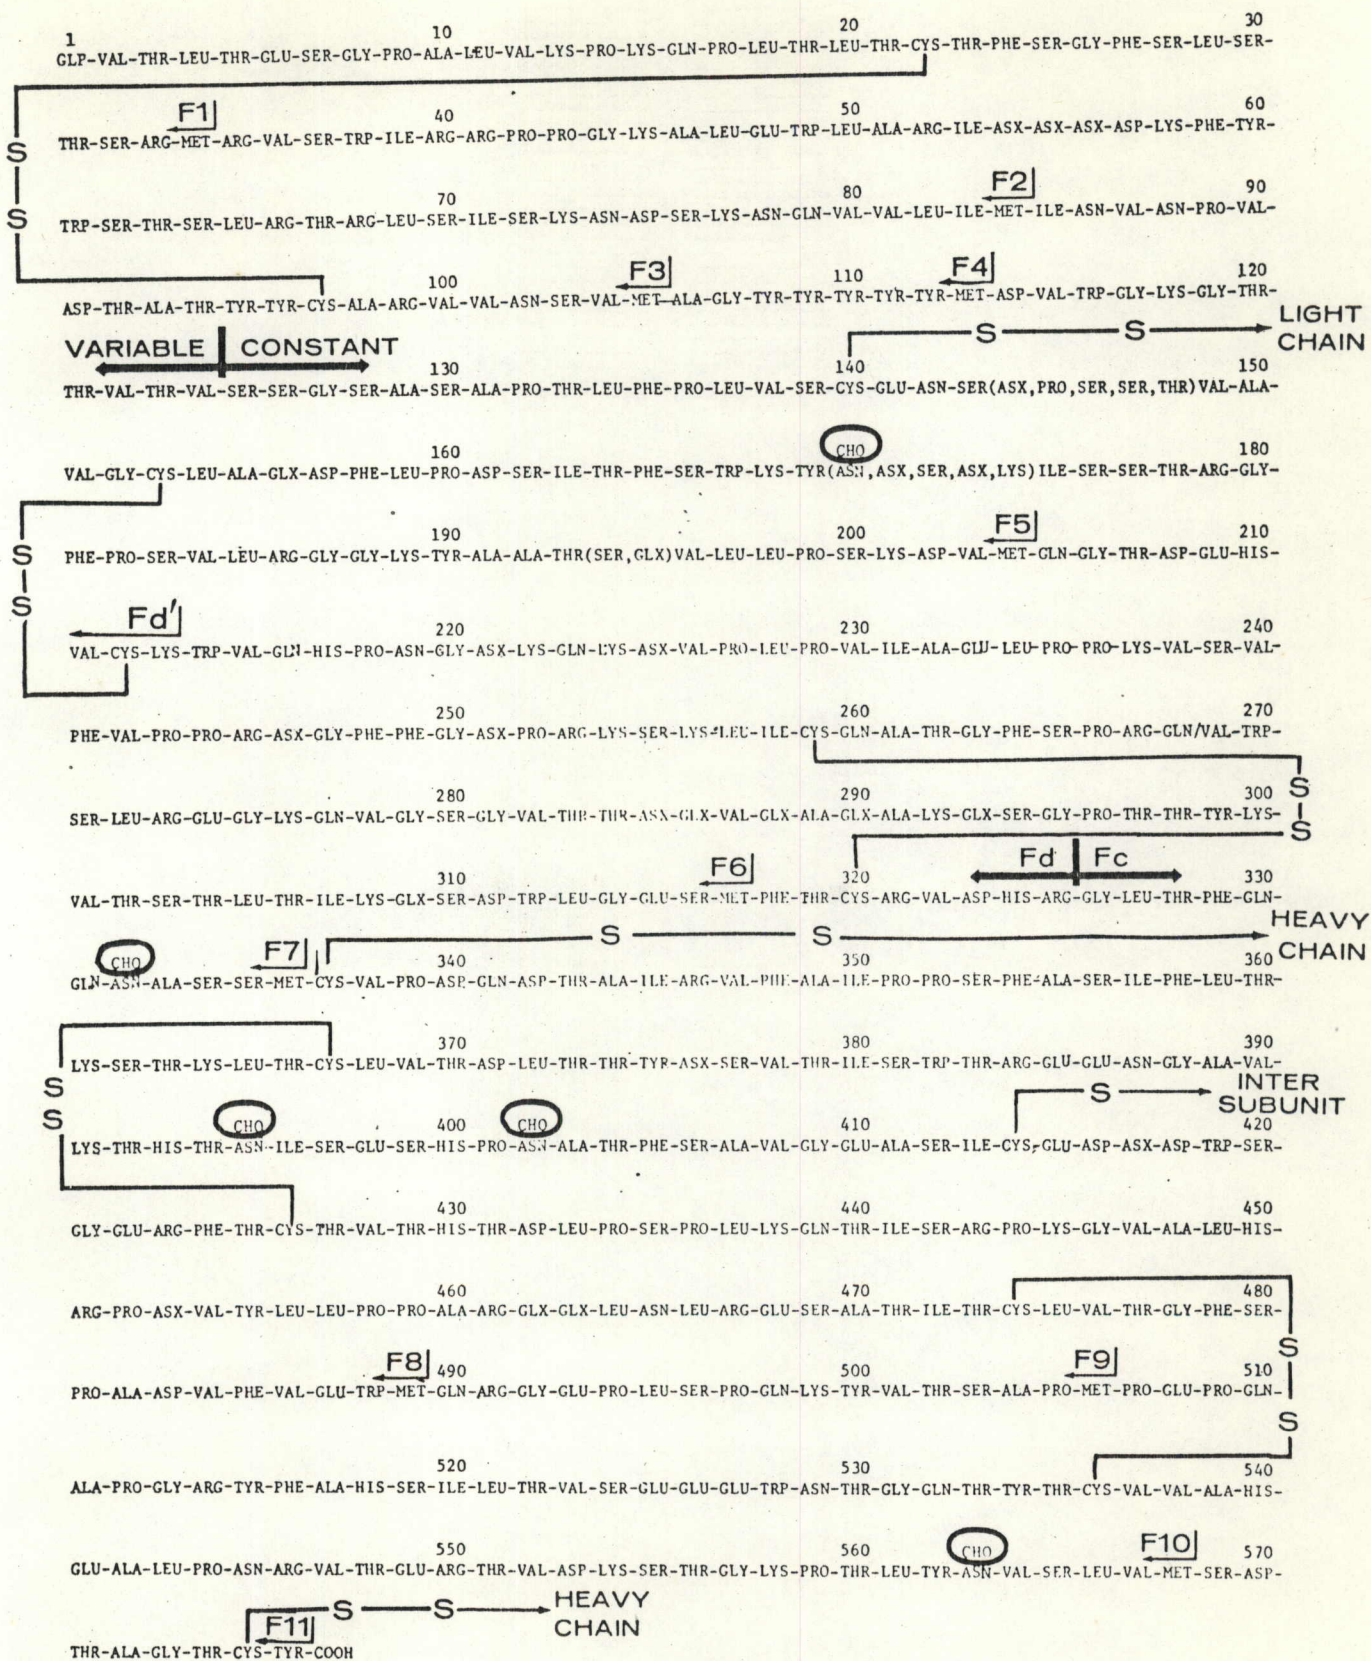 1 10 20 30
GLP-VAL-THR-LEU-THR-GLU-SER-GLY-PRO-ALA-LEU-VAL-LYS-PRO-LYS-GLN-PRO-LEU-THR-LEU-THR-CYS-THR-PHE-SER-GLY-PHE-SER-LEU-SER-
F1 40 50 60
THR-SER-ARG-MET-ARG-VAL-SER-TRP-ILE-ARG-ARG-PRO-PRO-GLY-LYS-ALA-LEU-GLU-TRP-LEU-ALA-ARG-ILE-ASX-ASX-ASX-ASP-LYS-PHE-TYR-
S
S
70 80 F2 90
TRP-SER-THR-SER-LEU-ARG-THR-ARG-LEU-SER-ILE-SER-LYS-ASN-ASP-SER-LYS-ASN-GLN-VAL-VAL-LEU-ILE-MET-ILE-ASN-VAL-ASN-PRO-VAL-
100 F3 110 F4 120
ASP-THR-ALA-THR-TYR-TYR-CYS-ALA-ARG-VAL-VAL-ASN-SER-VAL-MET-ALA-GLY-TYR-TYR-TYR-TYR-TYR-MET-ASP-VAL-TRP-GLY-LYS-GLY-THR-
S S LIGHT CHAIN
VARIABLE CONSTANT
130 140 150
THR-VAL-THR-VAL-SER-SER-GLY-SER-ALA-SER-ALA-PRO-THR-LEU-PHE-PRO-LEU-VAL-SER-CYS-GLU-ASN-SER(ASX,PRO,SER,SER,THR)VAL-ALA-
160 CHO 180
VAL-GLY-CYS-LEU-ALA-GLX-ASP-PHE-LEU-PRO-ASP-SER-ILE-THR-PHE-SER-TRP-LYS-TYR(ASN,ASX,SER,ASX,LYS)ILE-SER-SER-THR-ARG-GLY-
190 200 F5 210
PHE-PRO-SER-VAL-LEU-ARG-GLY-GLY-LYS-TYR-ALA-ALA-THR(SER,GLX)VAL-LEU-LEU-PRO-SER-LYS-ASP-VAL-MET-GLN-GLY-THR-ASP-GLU-HIS-
S
S
Fd' 220 230 240
VAL-CYS-LYS-TRP-VAL-GLN-HIS-PRO-ASN-GLY-ASX-LYS-GLN-LYS-ASX-VAL-PRO-LEU-PRO-VAL-ILE-ALA-GLU-LEU-PRO-PRO-LYS-VAL-SER-VAL-
250 260 270
PHE-VAL-PRO-PRO-ARG-ASX-GLY-PHE-PHE-GLY-ASX-PRO-ARG-LYS-SER-LYS-LEU-ILE-CYS-GLN-ALA-THR-GLY-PHE-SER-PRO-ARG-GLN/VAL-TRP-
280 290 300
SER-LEU-ARG-GLU-GLY-LYS-GLN-VAL-GLY-SER-GLY-VAL-THR-THR-ASX-GLX-VAL-GLX-ALA-GLX-ALA-LYS-GLX-SER-GLY-PRO-THR-THR-TYR-LYS-
S
S
310 F6 320 Fd Fc 330
VAL-THR-SER-THR-LEU-THR-ILE-LYS-GLX-SER-ASP-TRP-LEU-GLY-GLU-SER-MET-PHE-THR-CYS-ARG-VAL-ASP-HIS-ARG-GLY-LEU-THR-PHE-GLN-
S S HEAVY CHAIN
CHO F7 340 350 360
GLN-ASN-ALA-SER-SER-MET-CYS-VAL-PRO-ASP-GLN-ASP-THR-ALA-ILE-ARG-VAL-PHE-ALA-ILE-PRO-PRO-SER-PHE-ALA-SER-ILE-PHE-LEU-THR-
370 380 390
LYS-SER-THR-LYS-LEU-THR-CYS-LEU-VAL-THR-ASP-LEU-THR-THR-TYR-ASX-SER-VAL-THR-ILE-SER-TRP-THR-ARG-GLU-GLU-ASN-GLY-ALA-VAL-
S
S
S INTER SUBUNIT
CHO 400 CHO 410 420
LYS-THR-HIS-THR-ASN-ILE-SER-GLU-SER-HIS-PRO-ASN-ALA-THR-PHE-SER-ALA-VAL-GLY-GLU-ALA-SER-ILE-CYS-GLU-ASP-ASX-ASP-TRP-SER-
430 440 450
GLY-GLU-ARG-PHE-THR-CYS-THR-VAL-THR-HIS-THR-ASP-LEU-PRO-SER-PRO-LEU-LYS-GLN-THR-ILE-SER-ARG-PRO-LYS-GLY-VAL-ALA-LEU-HIS-
460 470 480
ARG-PRO-ASX-VAL-TYR-LEU-LEU-PRO-PRO-ALA-ARG-GLX-GLX-LEU-ASN-LEU-ARG-GLU-SER-ALA-THR-ILE-THR-CYS-LEU-VAL-THR-GLY-PHE-SER-
S
S
F8 490 500 F9 510
PRO-ALA-ASP-VAL-PHE-VAL-GLU-TRP-MET-GLN-ARG-GLY-GLU-PRO-LEU-SER-PRO-GLN-LYS-TYR-VAL-THR-SER-ALA-PRO-MET-PRO-GLU-PRO-GLN-
520 530 540
ALA-PRO-GLY-ARG-TYR-PHE-ALA-HIS-SER-ILE-LEU-THR-VAL-SER-GLU-GLU-GLU-TRP-ASN-THR-GLY-GLN-THR-TYR-THR-CYS-VAL-VAL-ALA-HIS-
550 560 CHO F10 570
GLU-ALA-LEU-PRO-ASN-ARG-VAL-THR-GLU-ARG-THR-VAL-ASP-LYS-SER-THR-GLY-LYS-PRO-THR-LEU-TYR-ASN-VAL-SER-LEU-VAL-MET-SER-ASP-
F11 S S HEAVY CHAIN
THR-ALA-GLY-THR-CYS-TYR-COOH